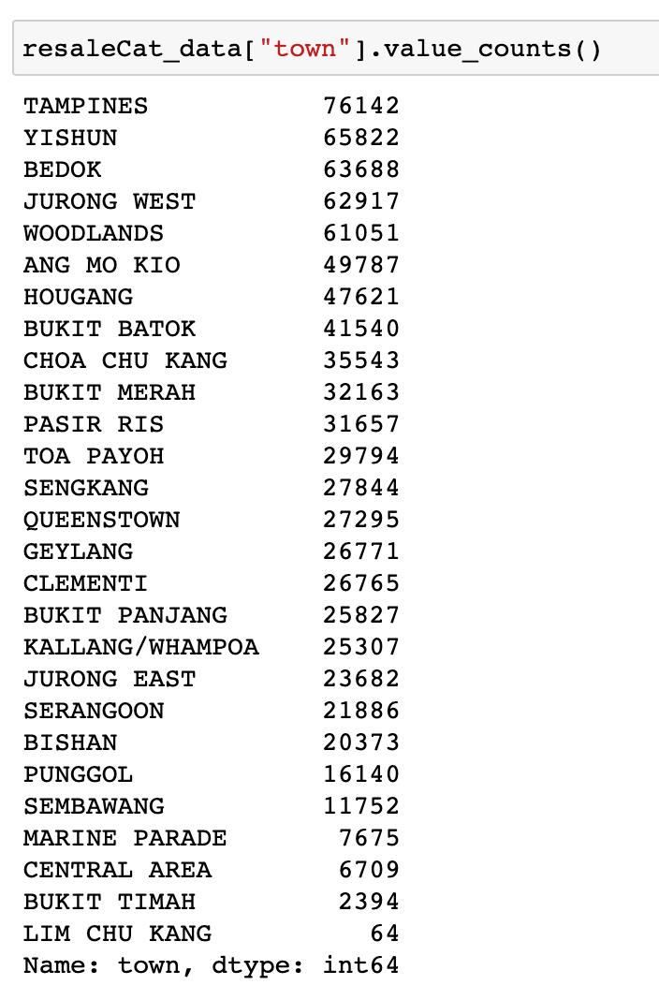 resaleCat_data["town"].value_counts()
TAMPINES 76142
YISHUN 65822
BEDOK 63688
JURONG WEST 62917
WOODLANDS 61051
ANG MO KIO 49787
HOUGANG 47621
BUKIT BATOK 41540
CHOA CHU KANG 35543
BUKIT MERAH 32163
PASIR RIS 31657
TOA PAYOH 29794
SENGKANG 27844
QUEENSTOWN 27295
GEYLANG 26771
CLEMENTI 26765
BUKIT PANJANG 25827
KALLANG/WHAMPOA 25307
JURONG EAST 23682
SERANGOON 21886
BISHAN 20373
PUNGGOL 16140
SEMBAWANG 11752
MARINE PARADE 7675
CENTRAL AREA 6709
BUKIT TIMAH 2394
LIM CHU KANG 64
Name: town, dtype: int64